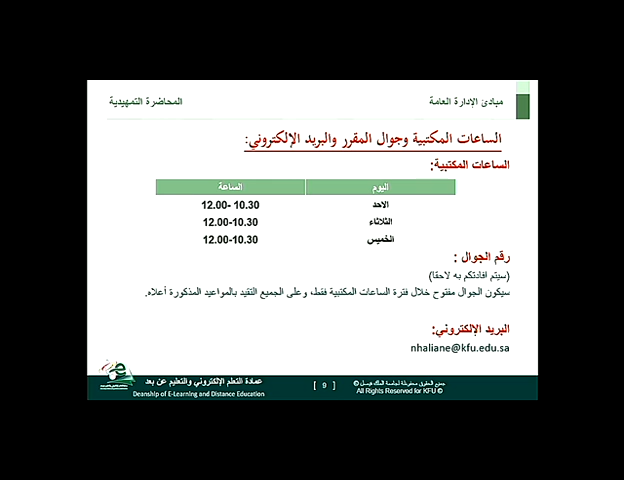 مبادئ الإدارة العامة
المحاضرة التمهيدية
الساعات المكتبية وجوال المقرر والبريد الإلكتروني:
الساعات المكتبية:
اليوم الساعة
الاحد 10.30 -12.00
الثلاثاء 10.30-12.00
الخميس 10.30-12.00
رقم الجوال :
(سيتم افادتكم به لاحقا)
سيكون الجوال مفتوح خلال فترة الساعات المكتبية فقط، وعلى الجميع التقيد بالمواعيد المذكورة أعلاه.
البريد الإلكتروني:
nhaliane@kfu.edu.sa
جميع الحقوق محفوظة لجامعة الملك فيصل ©
All Rights Reserved for KFU ©
[ 9 ]
عمادة التعلم الإلكتروني والتعليم عن بعد
Deanship of E-Learning and Distance Education